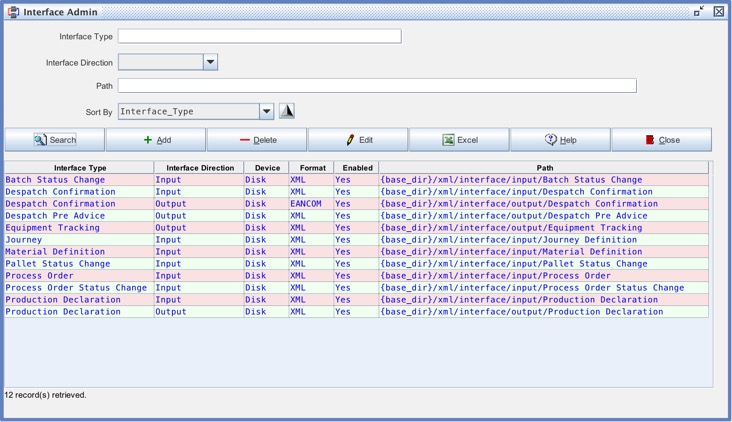 Interface Admin
Interface Type
Interface Direction
Path
Sort By Interface_Type
Search Add Delete Edit Excel Help Close
Interface Type Interface Direction Device Format Enabled Path
Batch Status Change Input Disk XML Yes {base_dir}/xml/interface/input/Batch Status Change
Despatch Confirmation Input Disk XML Yes {base_dir}/xml/interface/input/Despatch Confirmation
Despatch Confirmation Output Disk EANCOM Yes {base_dir}/xml/interface/output/Despatch Confirmation
Despatch Pre Advice Output Disk XML Yes {base_dir}/xml/interface/output/Despatch Pre Advice
Equipment Tracking Output Disk XML Yes {base_dir}/xml/interface/output/Equipment Tracking
Journey Input Disk XML Yes {base_dir}/xml/interface/input/Journey Definition
Material Definition Input Disk XML Yes {base_dir}/xml/interface/input/Material Definition
Pallet Status Change Input Disk XML Yes {base_dir}/xml/interface/input/Pallet Status Change
Process Order Input Disk XML Yes {base_dir}/xml/interface/input/Process Order
Process Order Status Change Input Disk XML Yes {base_dir}/xml/interface/input/Process Order Status Change
Production Declaration Input Disk XML Yes {base_dir}/xml/interface/input/Production Declaration
Production Declaration Output Disk XML Yes {base_dir}/xml/interface/output/Production Declaration
12 record(s) retrieved.